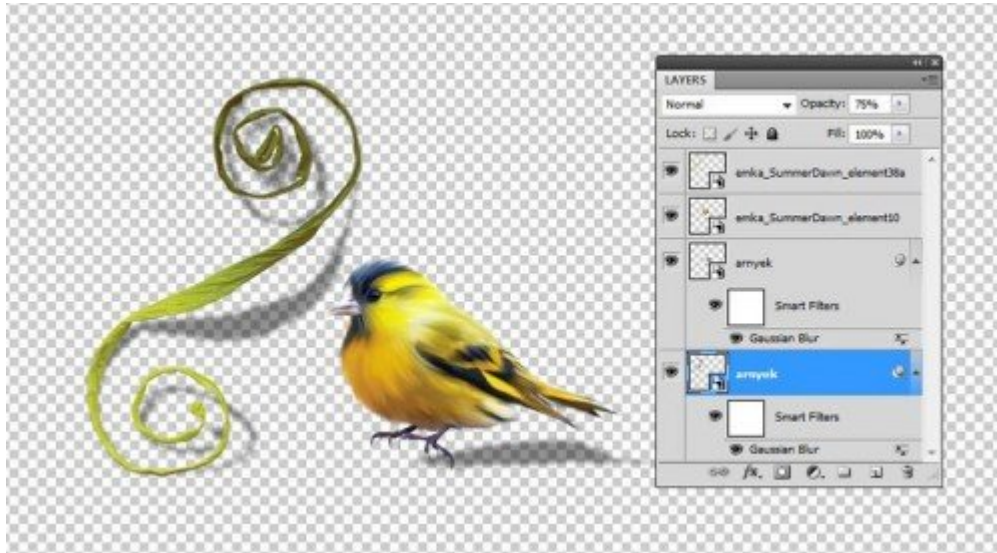 LAYERS
Normal Opacity: 75%
Lock: Fill: 100%
emka_SummerDawn_element38a
emka_SummerDawn_element10
arnyek
Smart Filters
Gaussian Blur
arnyek
Smart Filters
Gaussian Blur
fx.